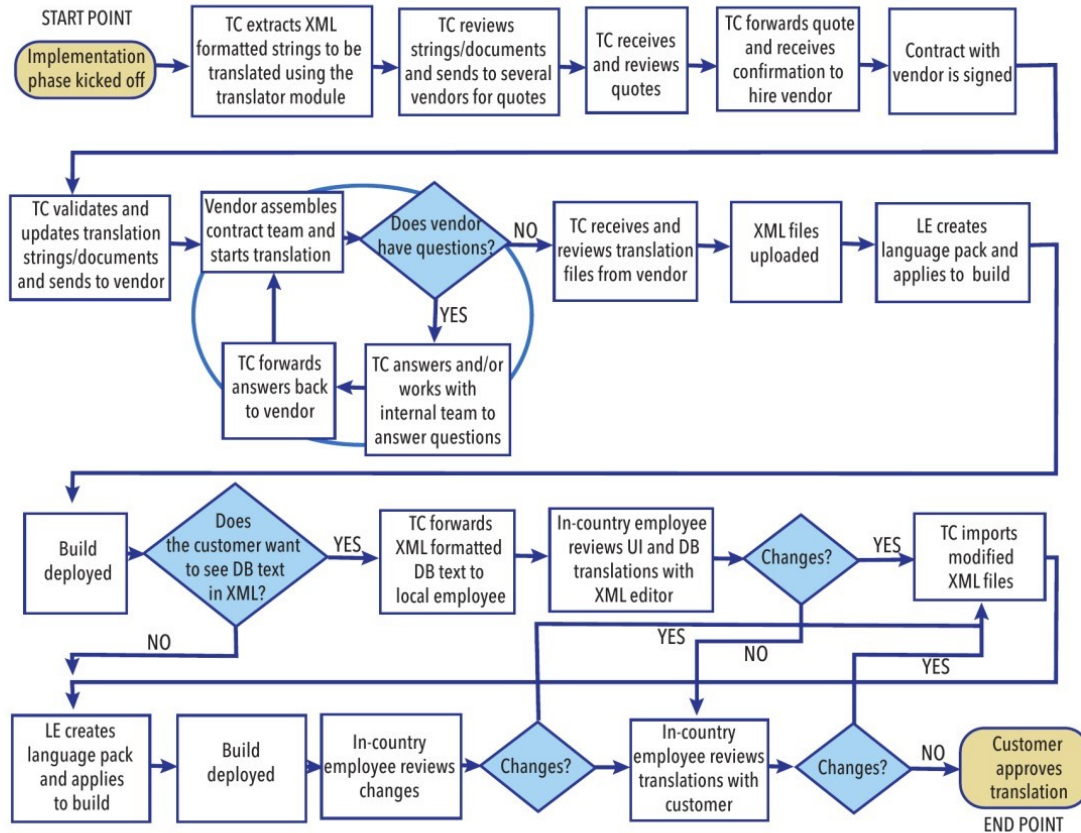 START POINT
Implementation
phase kicked off
TC extracts XML
formatted strings to be
translated using the
translator module
TC reviews
strings/documents
and sends to several
vendors for quotes
TC receives
and reviews
quotes
TC forwards
quote and
receives
confirmation to
hire vendor
Contract with
vendor is signed
TC validates and
updates translation
strings/documents
and sends to vendor
Vendor assembles
contract team and
starts translation
Does vendor
have questions?
NO
YES
TC receives and
reviews translation
files from vendor
XML files
uploaded
LE creates
language pack and
applies to build
TC forwards
answers back
to vendor
TC answers and/or
works with
internal team to
answer questions
Build
deployed
Does
the customer want
to see DB text
in XML?
YES
NO
TC forwards
XML formatted
DB text to
local employee
In-country employee
reviews UI and DB
translations with
XML editor
Changes?
YES
NO
TC imports
modified
XML files
YES
YES
LE creates
language pack
and applies
to build
Build
deployed
In-country
employee reviews
changes
Changes?
In-country
employee reviews
translations with
customer
Changes?
NO
Customer
approves
translation
END POINT